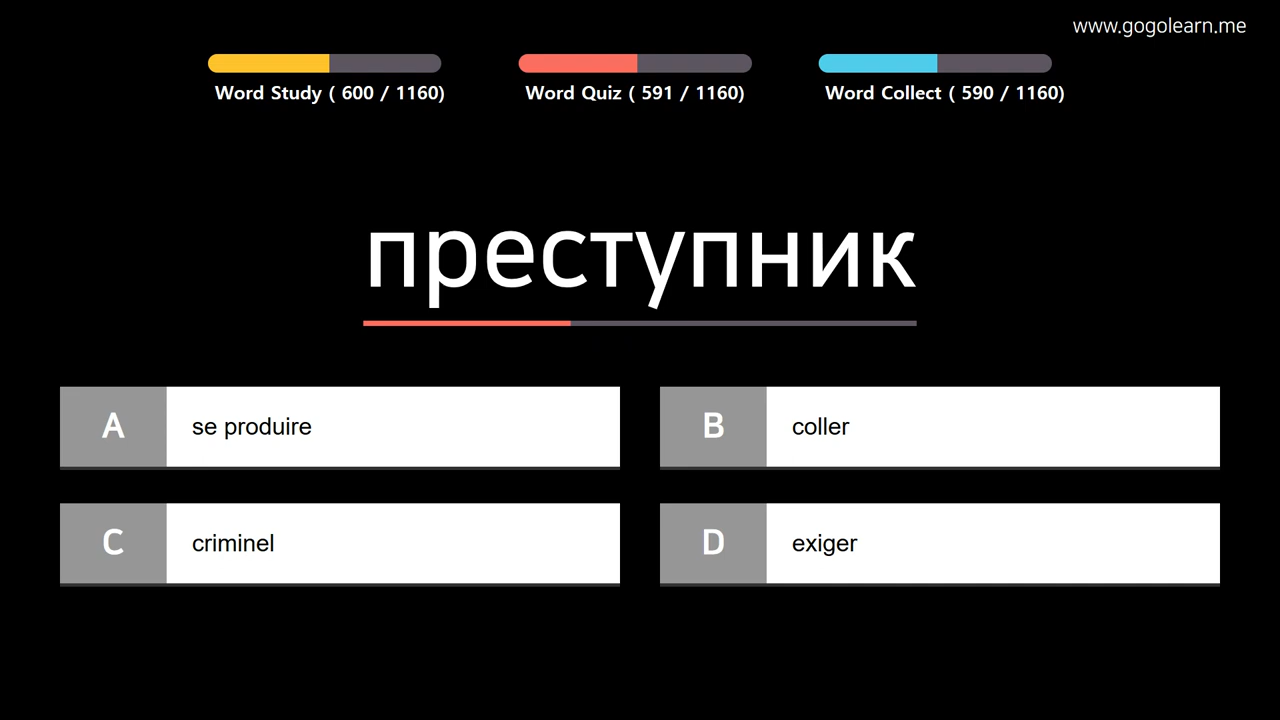 www.gogolearn.me
Word Study ( 600 / 1160)
Word Quiz ( 591 / 1160)
Word Collect ( 590 / 1160)
преступник
A
se produire
B
coller
C
criminel
D
exiger